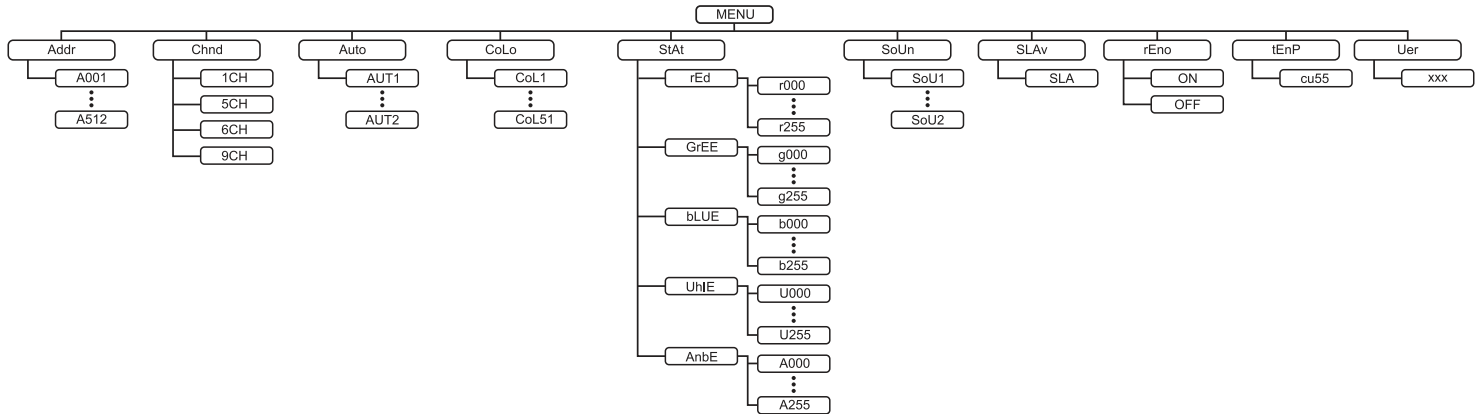 MENU
Addr Chnd Auto CoLo StAt SoUn SLAv rEno tEnP Uer
A001 1CH AUT1 CoL1 rEd r000 SoU1 SLA ON cu55 xxx
5CH OFF
A512 AUT2 CoL51 r255 SoU2
6CH
GrEE g000
9CH
g255
bLUE b000
b255
UhIE U000
U255
AnbE A000
A255